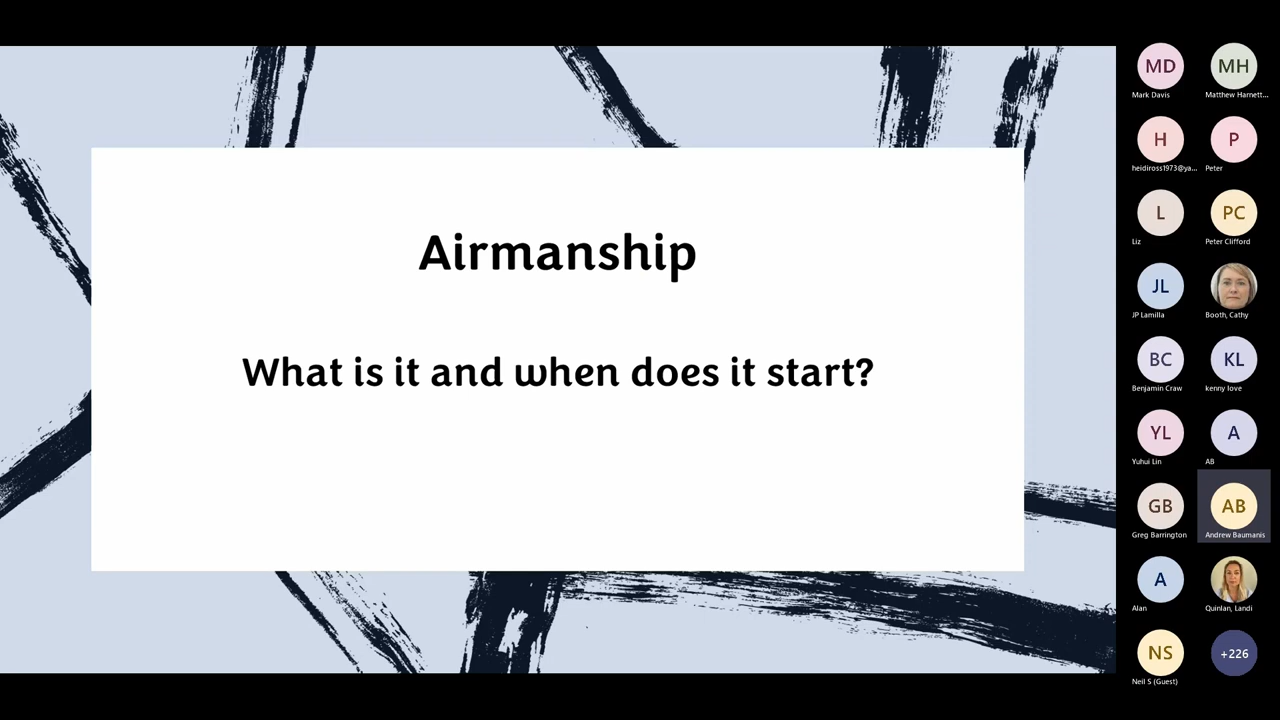 Airmanship
What is it and when does it start?
MD
MH
Mark Davis
Matthew Harnett...
H
P
heidiross1973@ya...
Peter
L
PC
Liz
Peter Clifford
JL
JP Lamilla
Booth, Cathy
BC
KL
Benjamin Craw
kenny love
YL
A
Yuhui Lin
AB
GB
AB
Greg Barrington
Andrew Baumanis
A
Alan
Quinlan, Landi
NS
+226
Neil S (Guest)